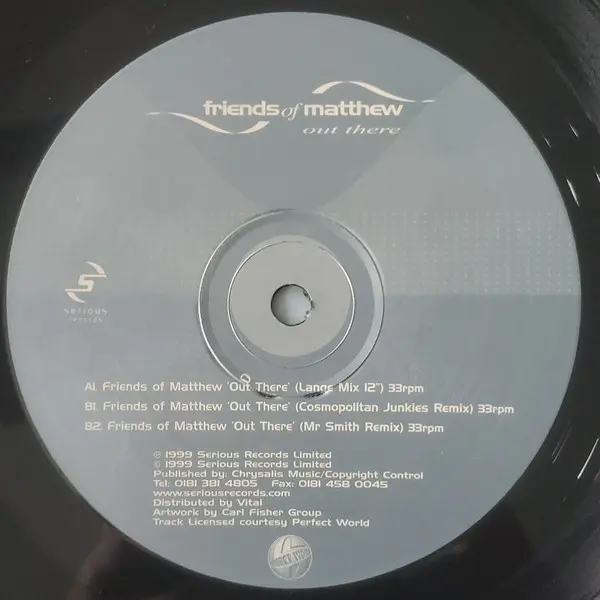 friends of matthew
out there
S
serious
records
A1. Friends of Matthew 'Out There' (Lange Mix 12") 33rpm
B1. Friends of Matthew 'Out There' (Cosmopolitan Junkies Remix) 33rpm
B2. Friends of Matthew 'Out There' (Mr Smith Remix) 33rpm
℗ 1999 Serious Records Limited
© 1999 Serious Records Limited
Published by: Chrysalis Music/Copyright Control
Tel: 0181 381 4805 Fax: 0181 458 0045
www.seriousrecords.com
Distributed by Vital
Artwork by Carl Fisher Group
Track Licensed courtesy Perfect World